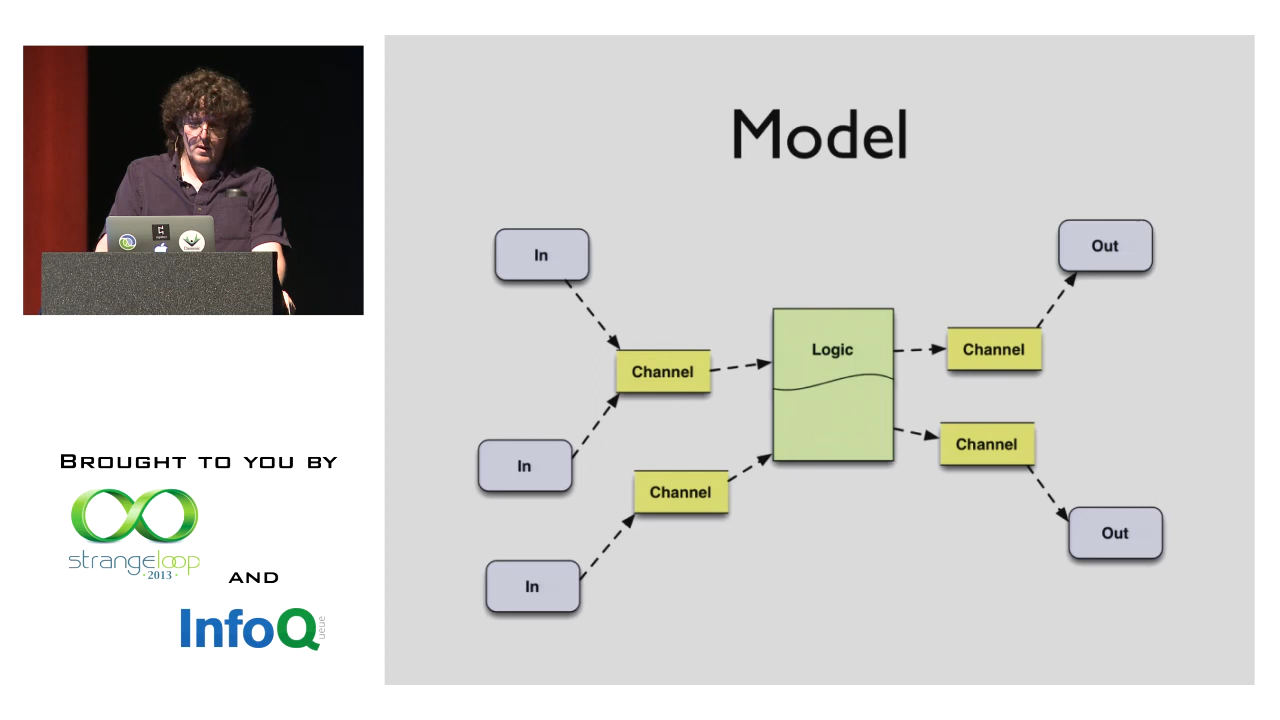 Model
In
Out
Logic
Channel
Channel
In
Channel
Channel
Out
In
BROUGHT TO YOU BY
strangeloop
·2013·
AND
InfoQ
ueue